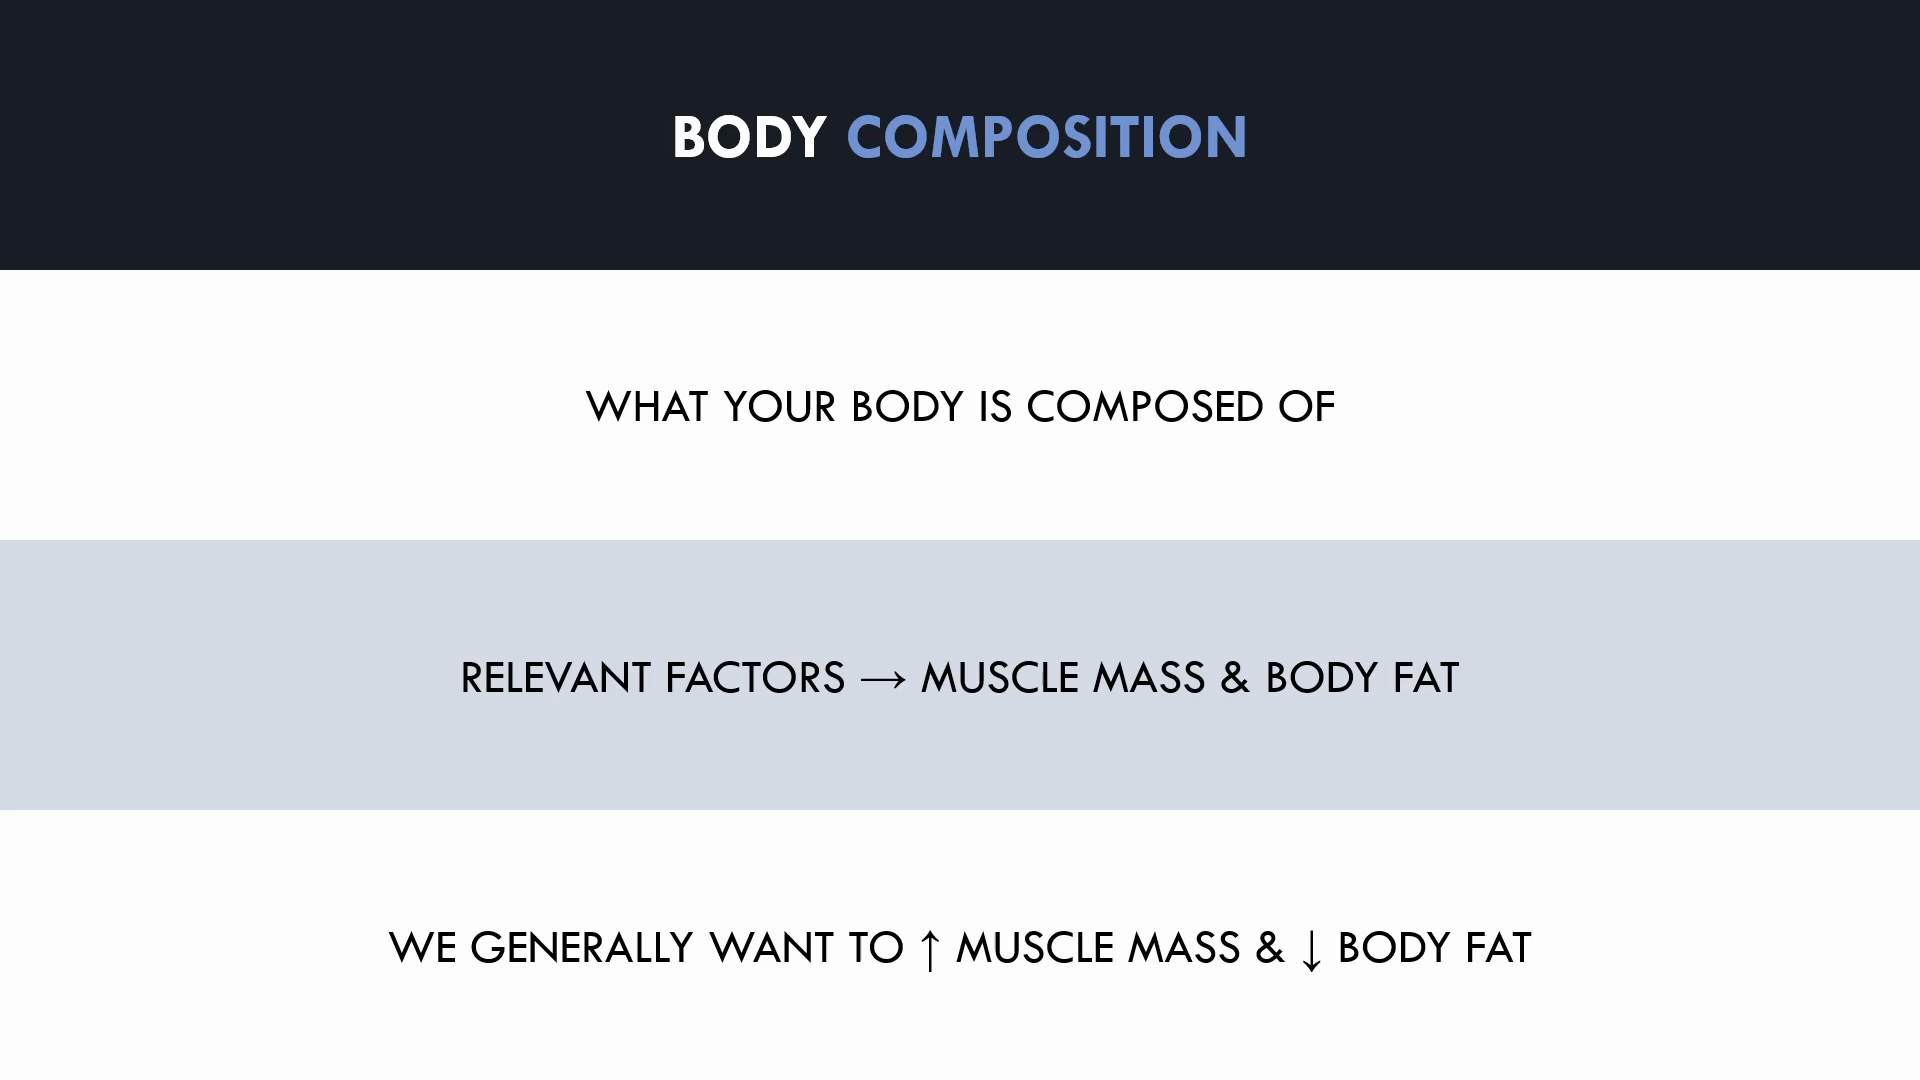 BODY COMPOSITION
WHAT YOUR BODY IS COMPOSED OF
RELEVANT FACTORS → MUSCLE MASS & BODY FAT
WE GENERALLY WANT TO ↑ MUSCLE MASS & ↓ BODY FAT